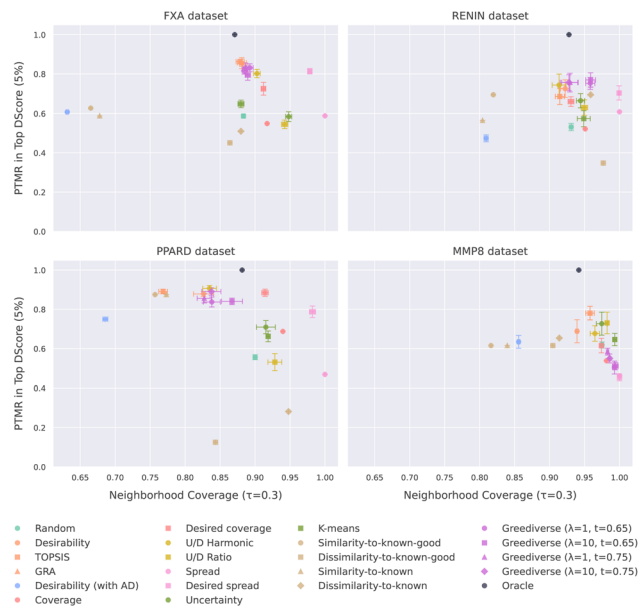 FXA dataset
RENIN dataset
PTMR in Top DScore (5%)
1.0
0.8
0.6
0.4
0.2
0.0
PPARD dataset
MMP8 dataset
PTMR in Top DScore (5%)
1.0
0.8
0.6
0.4
0.2
0.0
0.65 0.70 0.75 0.80 0.85 0.90 0.95 1.00
0.65 0.70 0.75 0.80 0.85 0.90 0.95 1.00
Neighborhood Coverage (τ=0.3)
Neighborhood Coverage (τ=0.3)
Random
Desirability
TOPSIS
GRA
Desirability (with AD)
Coverage
Desired coverage
U/D Harmonic
U/D Ratio
Spread
Desired spread
Uncertainty
K-means
Similarity-to-known-good
Dissimilarity-to-known-good
Similarity-to-known
Dissimilarity-to-known
Greediverse (λ=1, t=0.65)
Greediverse (λ=10, t=0.65)
Greediverse (λ=1, t=0.75)
Greediverse (λ=10, t=0.75)
Oracle